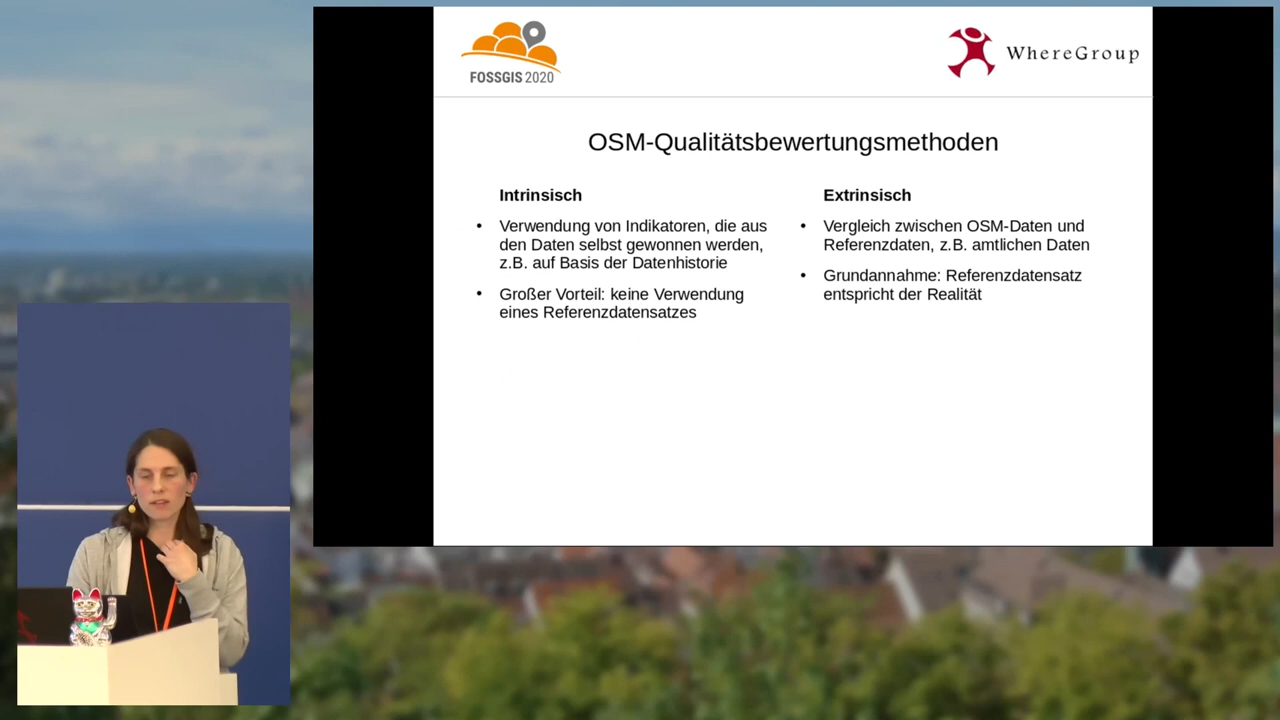 FOSSGIS 2020
WhereGroup
OSM-Qualitätsbewertungsmethoden
Intrinsisch
• Verwendung von Indikatoren, die aus
den Daten selbst gewonnen werden,
z.B. auf Basis der Datenhistorie
• Großer Vorteil: keine Verwendung
eines Referenzdatensatzes
Extrinsisch
• Vergleich zwischen OSM-Daten und
Referenzdaten, z.B. amtlichen Daten
• Grundannahme: Referenzdatensatz
entspricht der Realität